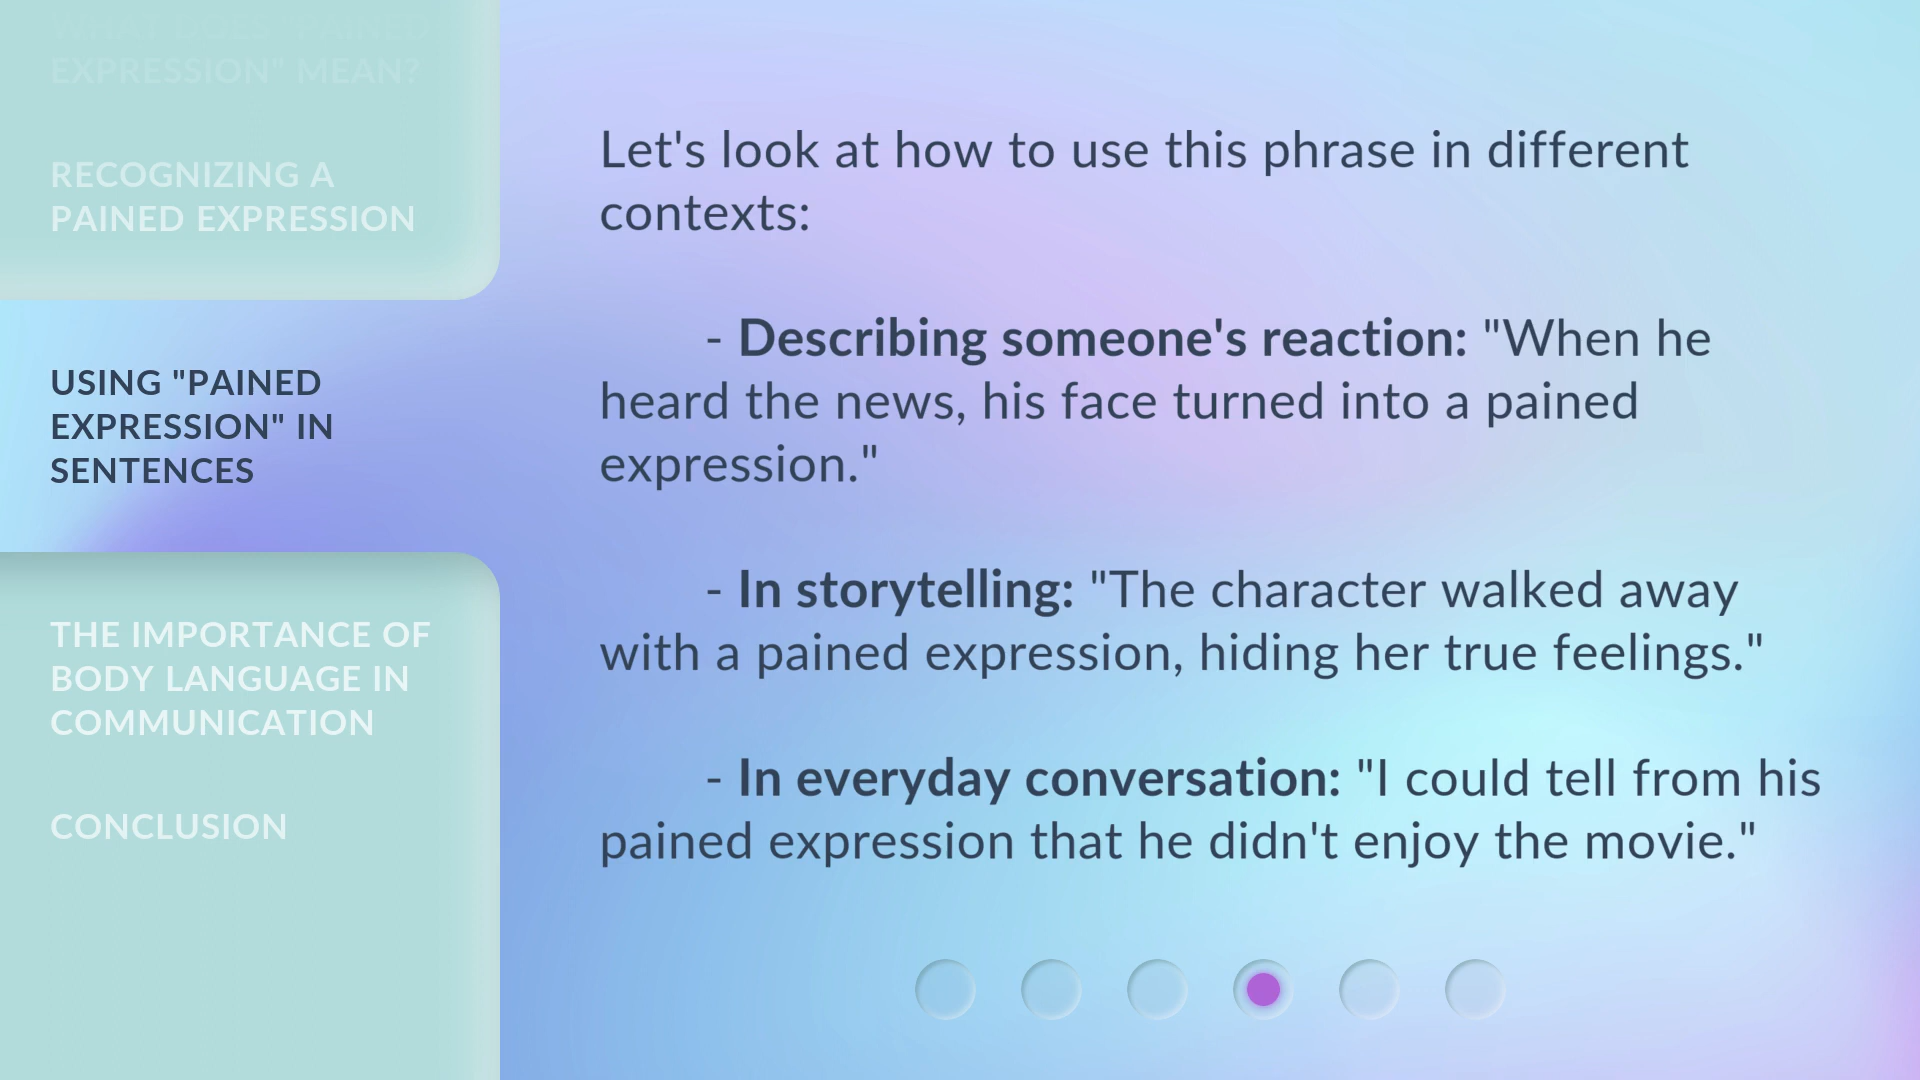 WHAT DOES "PAINED
EXPRESSION" MEAN?
RECOGNIZING A
PAINED EXPRESSION
USING "PAINED
EXPRESSION" IN
SENTENCES
THE IMPORTANCE OF
BODY LANGUAGE IN
COMMUNICATION
CONCLUSION
Let's look at how to use this phrase in different
contexts:
- Describing someone's reaction: "When he
heard the news, his face turned into a pained
expression."
- In storytelling: "The character walked away
with a pained expression, hiding her true feelings."
- In everyday conversation: "I could tell from his
pained expression that he didn't enjoy the movie."